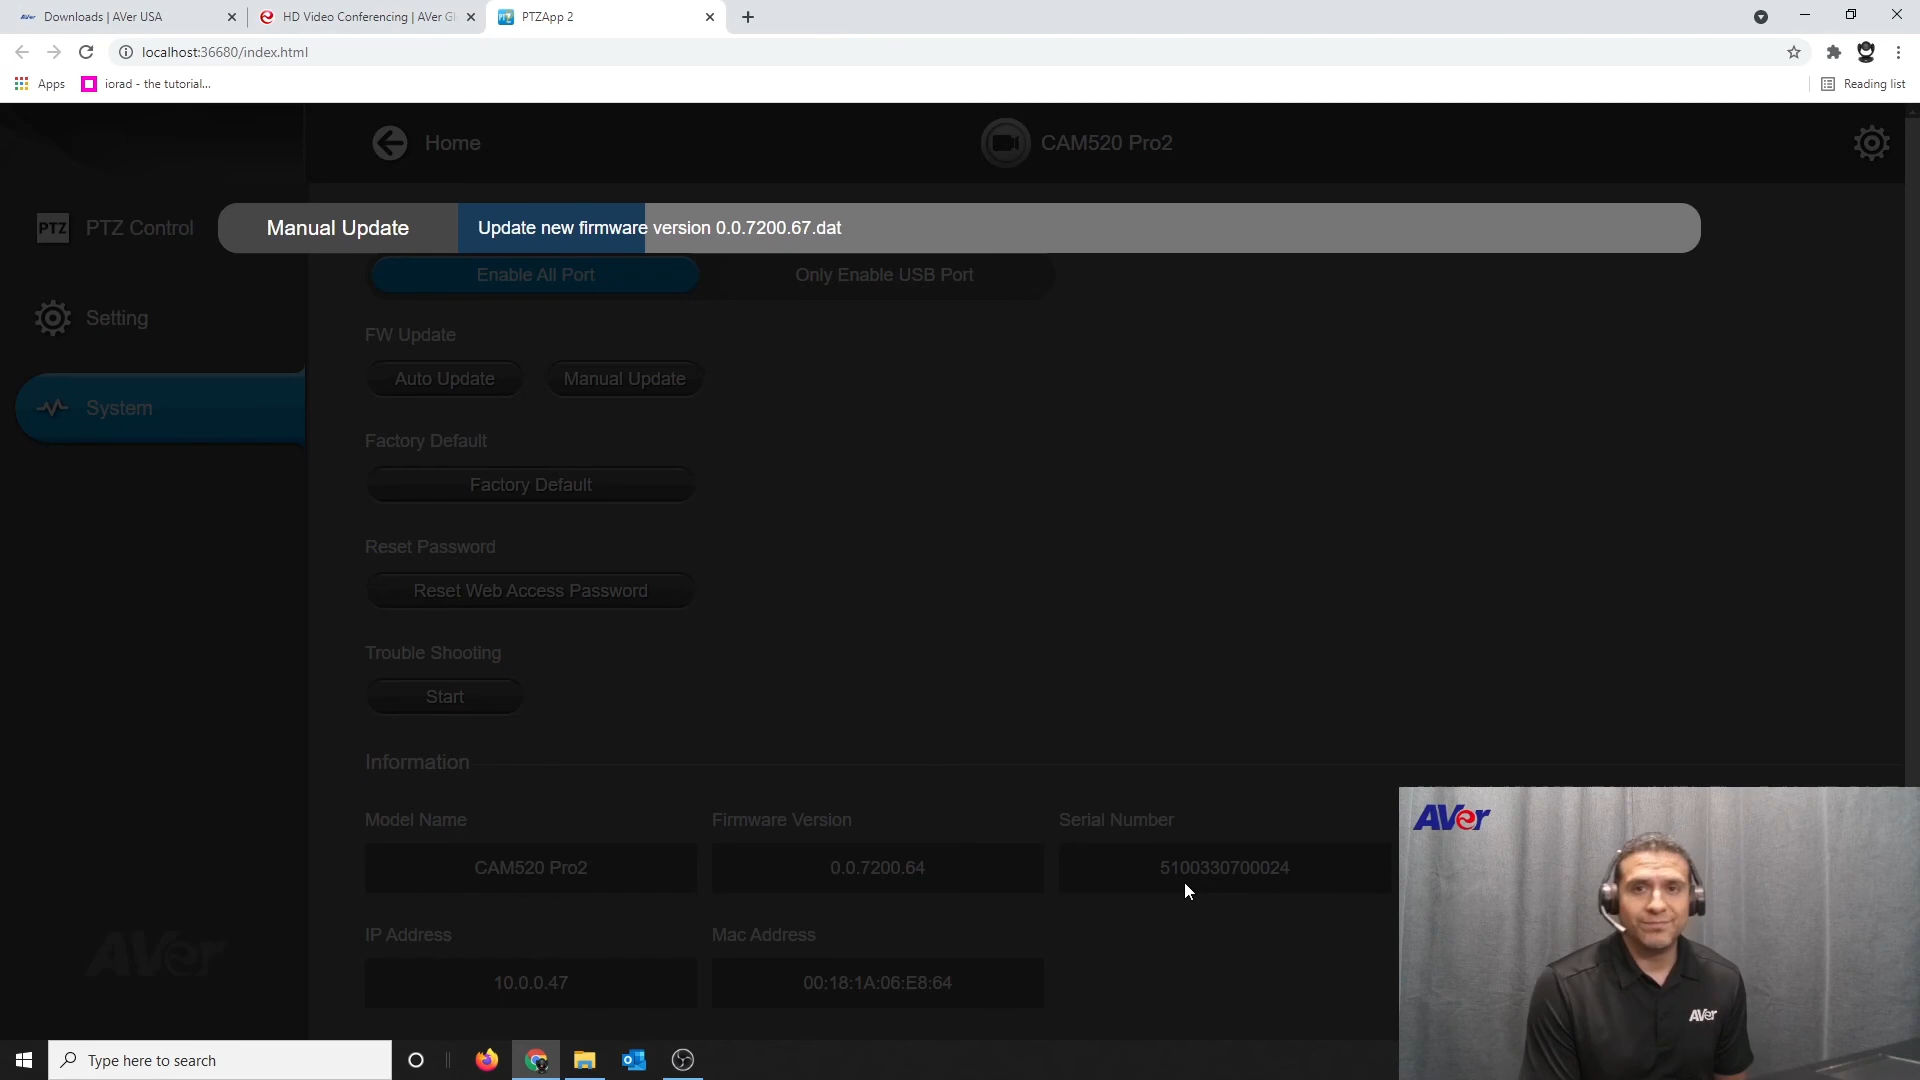 Downloads | AVer USA
HD Video Conferencing | AVer Gl
PTZApp 2
localhost:36680/index.html
Apps
iorad - the tutorial...
Reading list
Home
CAM520 Pro2
PTZ PTZ Control
Manual Update
Update new firmware version 0.0.7200.67.dat
Enable All Port
Only Enable USB Port
Setting
FW Update
Auto Update
Manual Update
System
Factory Default
Factory Default
Reset Password
Reset Web Access Password
Trouble Shooting
Start
Information
Model Name
Firmware Version
Serial Number
CAM520 Pro2
0.0.7200.64
5100330700024
IP Address
Mac Address
10.0.0.47
00:18:1A:06:E8:64
AVer
AVer
AVer
Type here to search